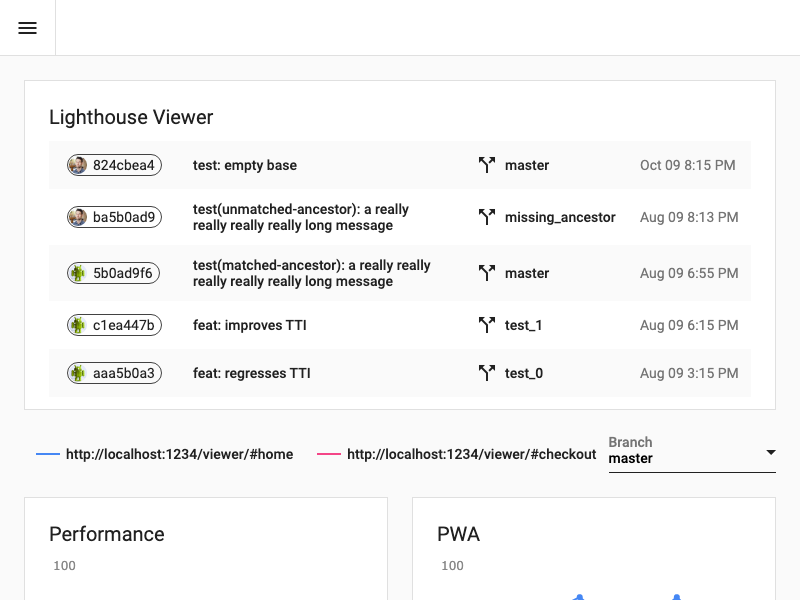 Lighthouse Viewer
824cbea4 test: empty base master Oct 09 8:15 PM
ba5b0ad9 test(unmatched-ancestor): a really really really really long message missing_ancestor Aug 09 8:13 PM
5b0ad9f6 test(matched-ancestor): a really really really really really long message master Aug 09 6:55 PM
c1ea447b feat: improves TTI test_1 Aug 09 6:15 PM
aaa5b0a3 feat: regresses TTI test_0 Aug 09 3:15 PM
http://localhost:1234/viewer/#home http://localhost:1234/viewer/#checkout
Branch
master
Performance
100
PWA
100